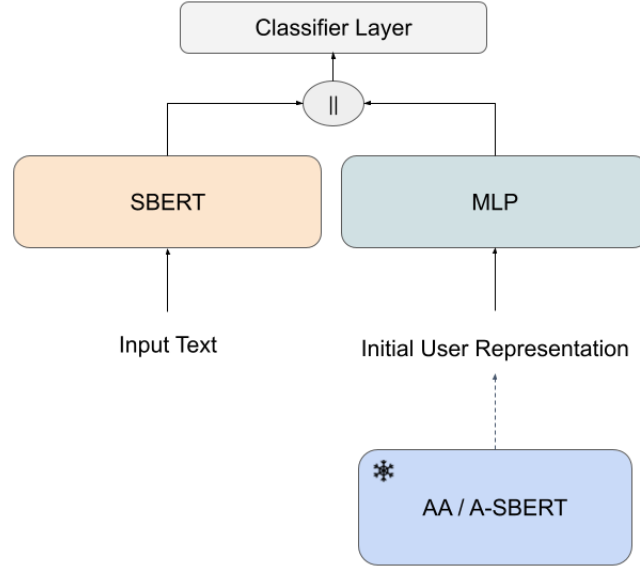 Classifier Layer
||
SBERT
MLP
Input Text
Initial User Representation
AA / A-SBERT